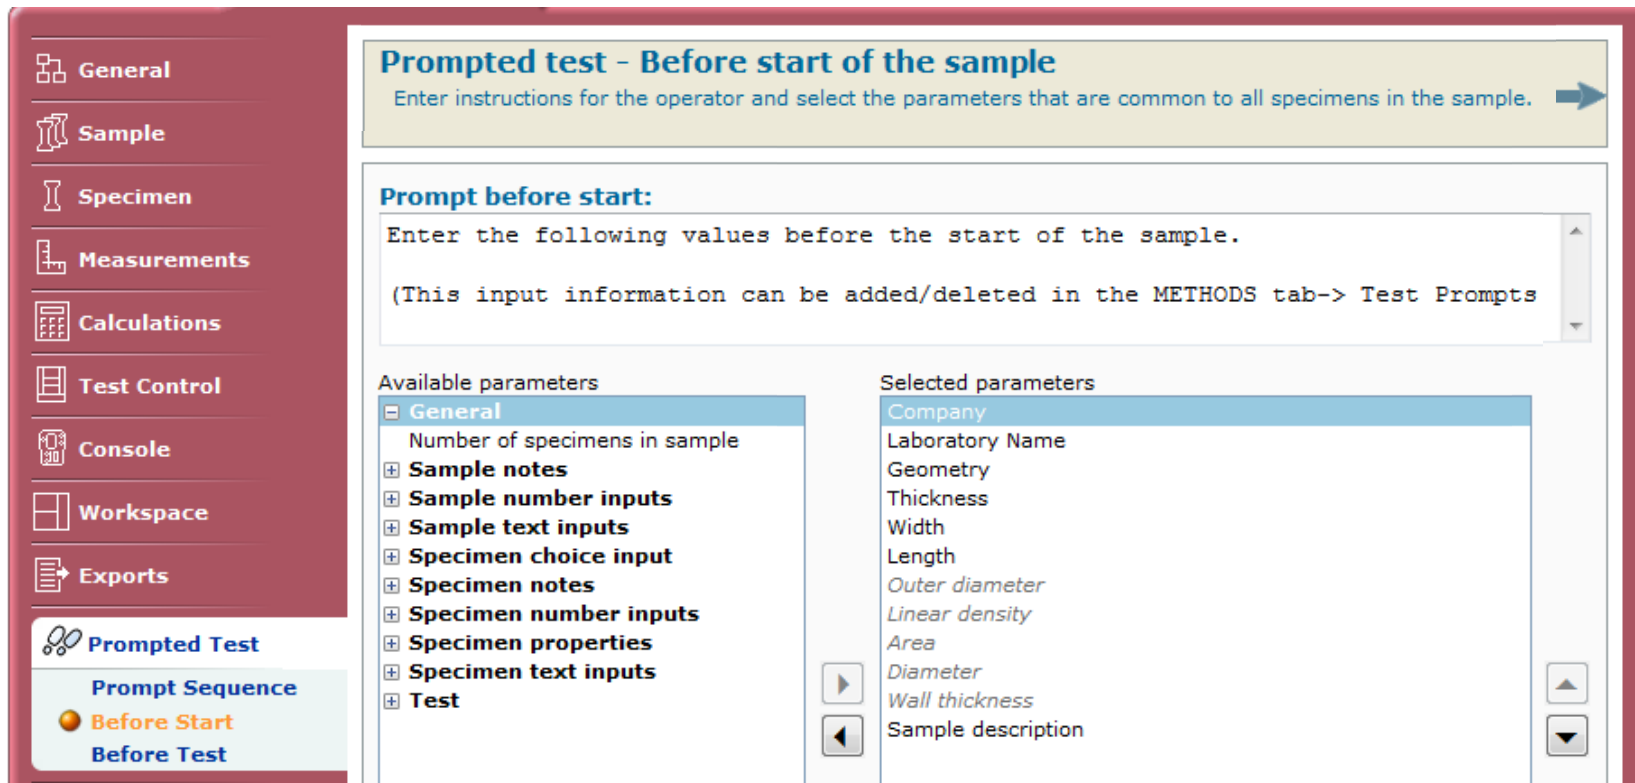 General
Sample
Specimen
Measurements
Calculations
Test Control
Console
Workspace
Exports
Prompted Test
Prompt Sequence
Before Start
Before Test
Prompted test - Before start of the sample
Enter instructions for the operator and select the parameters that are common to all specimens in the sample.
Prompt before start:
Enter the following values before the start of the sample.
(This input information can be added/deleted in the METHODS tab-> Test Prompts
Available parameters
General
Number of specimens in sample
Sample notes
Sample number inputs
Sample text inputs
Specimen choice input
Specimen notes
Specimen number inputs
Specimen properties
Specimen text inputs
Test
Selected parameters
Company
Laboratory Name
Geometry
Thickness
Width
Length
Outer diameter
Linear density
Area
Diameter
Wall thickness
Sample description